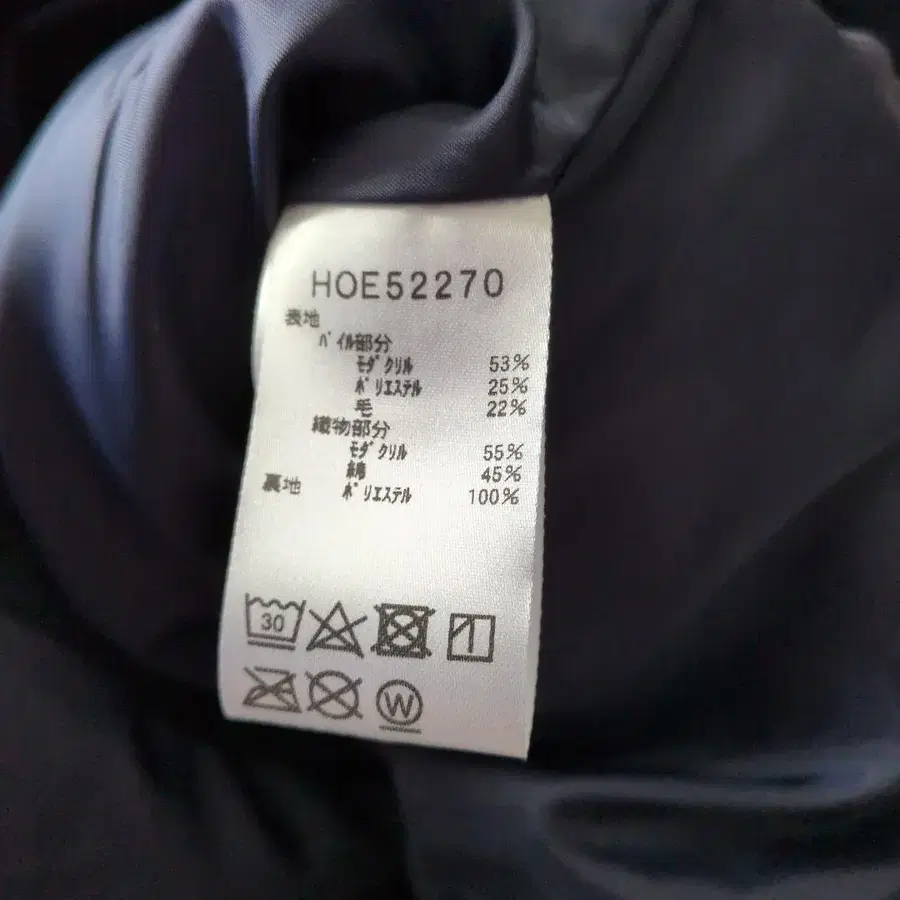 HOE52270
表地
ﾊﾟｲﾙ部分
ﾓﾀﾞｸﾘﾙ 53%
ﾎﾟﾘｴｽﾃﾙ 25%
毛 22%
織物部分
ﾓﾀﾞｸﾘﾙ 55%
綿 45%
裏地 ﾎﾟﾘｴｽﾃﾙ 100%
30
W